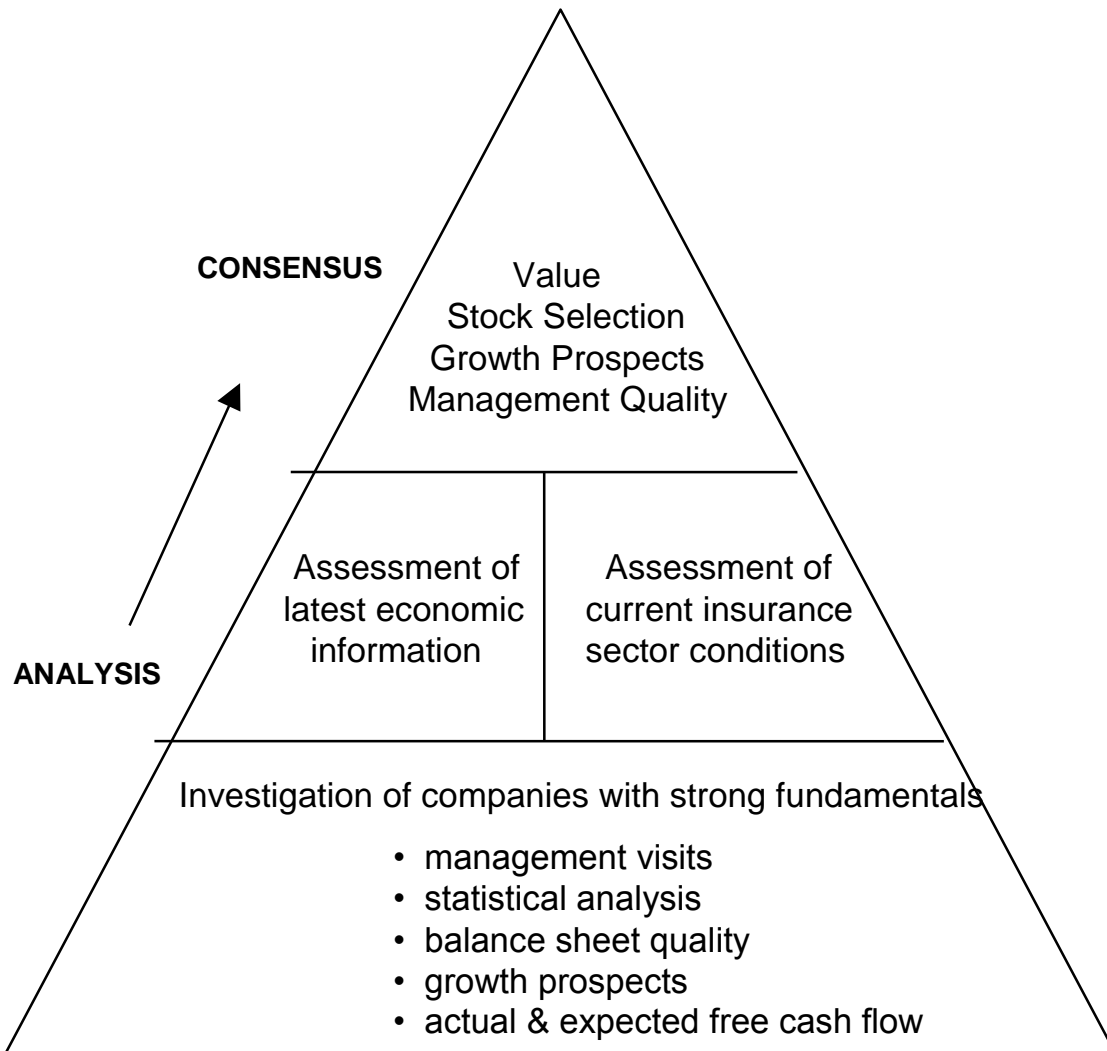 CONSENSUS
Value
Stock Selection
Growth Prospects
Management Quality
ANALYSIS
Assessment of
latest economic
information
Assessment of
current insurance
sector conditions
Investigation of companies with strong fundamentals
• management visits
• statistical analysis
• balance sheet quality
• growth prospects
• actual & expected free cash flow